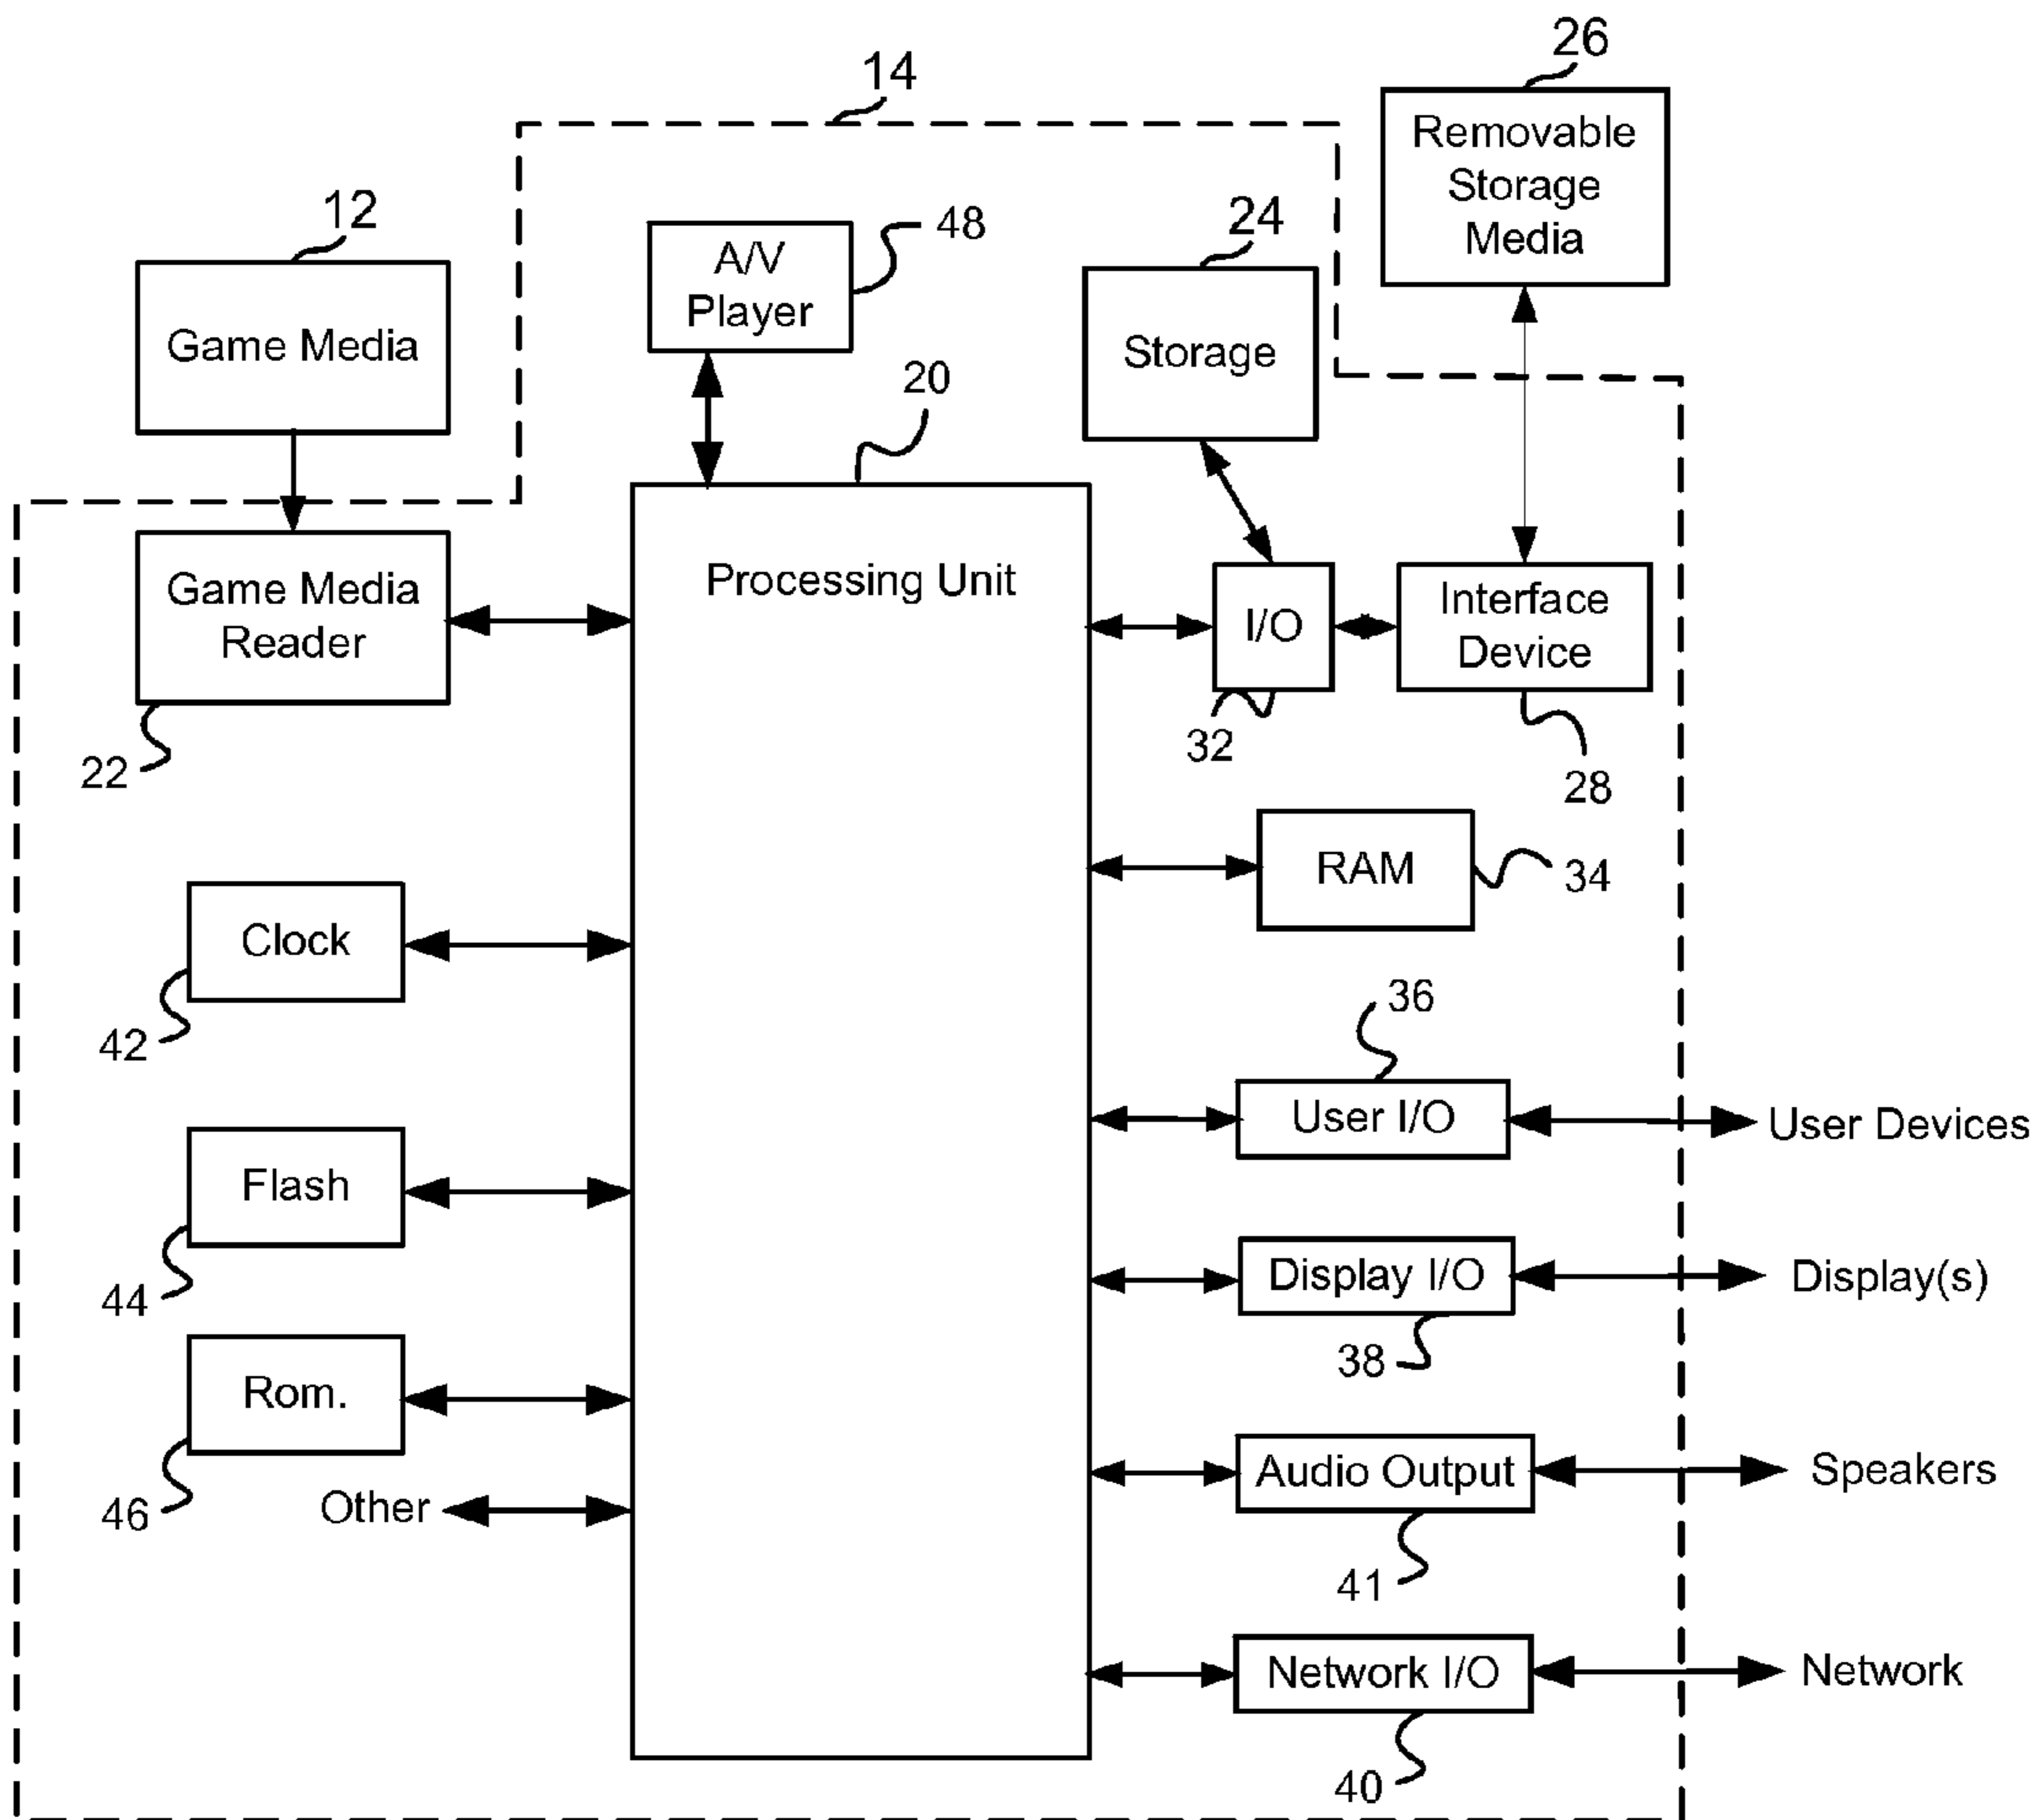 26
14
Removable
Storage
Media
12
24
48
A/V
Player
Game Media
Storage
20
Processing Unit
Game Media
Reader
I/O
Interface
Device
22
32
28
RAM
34
Clock
42
36
User I/O
User Devices
Flash
44
Display I/O
Display(s)
38
Rom.
46
Other
Audio Output
Speakers
41
Network I/O
Network
40